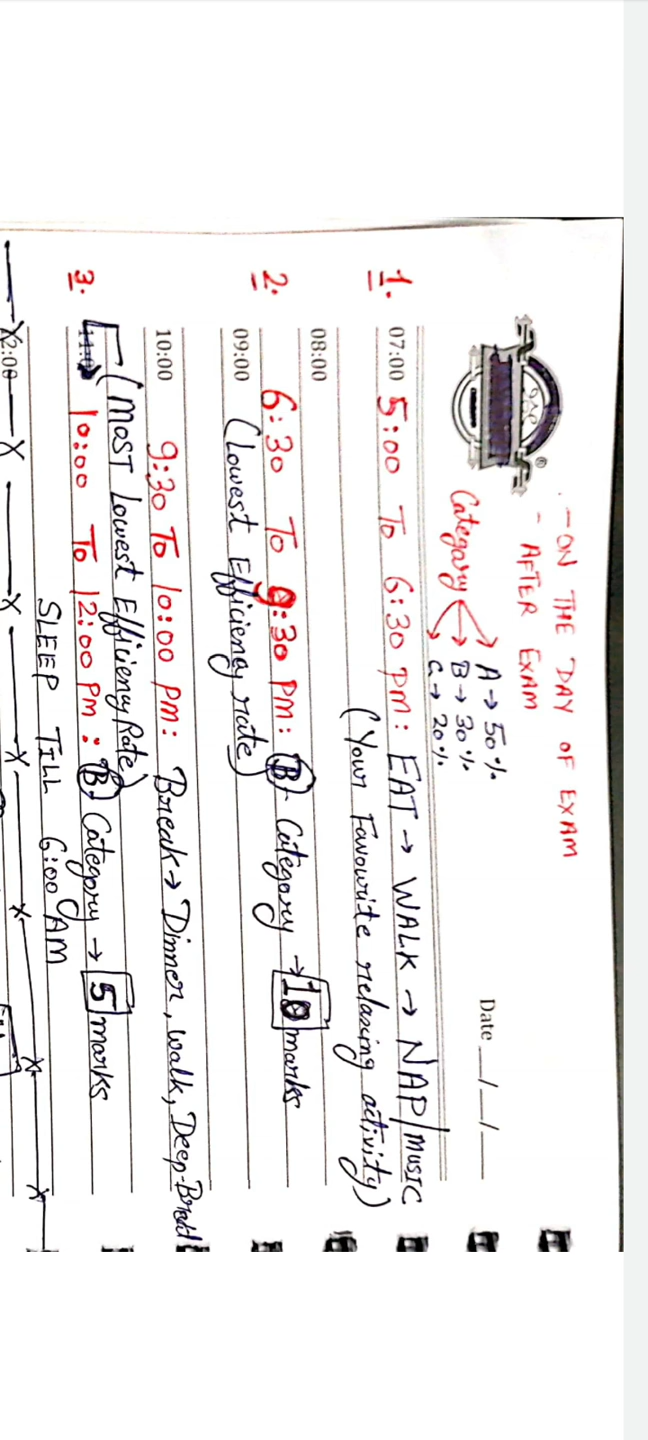 - ON THE DAY OF EXAM
- AFTER EXAM
Date __/__/__
Category → A → 50%
→ B → 30%
→ C → 20%
1. 07:00 5:00 To 6:30 pm: EAT → WALK → NAP/MUSIC
(Your Favourite relaxing activity)
08:00
2. 6:30 To 9:30 pm: B Category → 10 marks
09:00 (lowest Efficiency rate)
10:00 9:30 To 10:00 pm: Break → Dinner, walk, Deep-Breath
(Most Lowest Efficiency Rate)
3. 10:00 To 12:00 pm: B Category → 5 marks
SLEEP TILL 6:00 AM